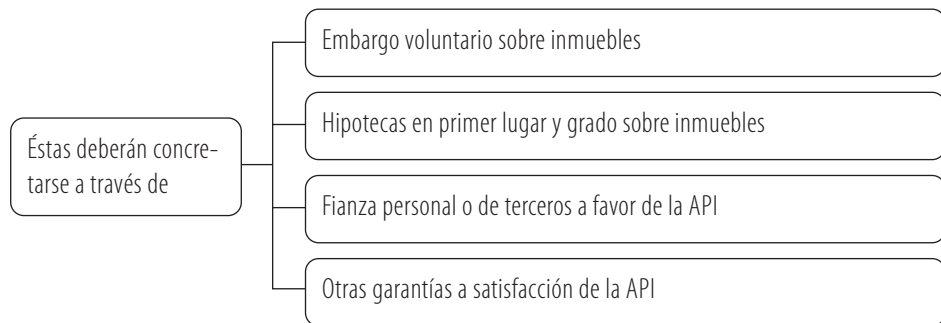 Éstas deberán concre-
tarse a través de
Embargo voluntario sobre inmuebles
Hipotecas en primer lugar y grado sobre inmuebles
Fianza personal o de terceros a favor de la API
Otras garantías a satisfacción de la API